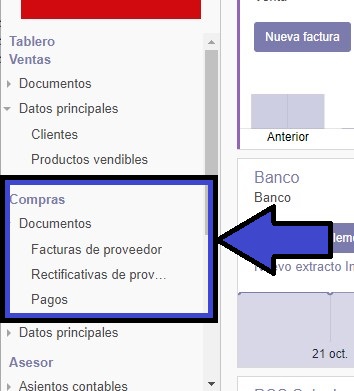 Tablero
Ventas
Documentos
Datos principales
Clientes
Productos vendibles
Compras
Documentos
Facturas de proveedor
Rectificativas de prov…
Pagos
Datos principales
Asesor
Asientos contables
Nueva factura
Anterior
Banco
Banco
21 oct.